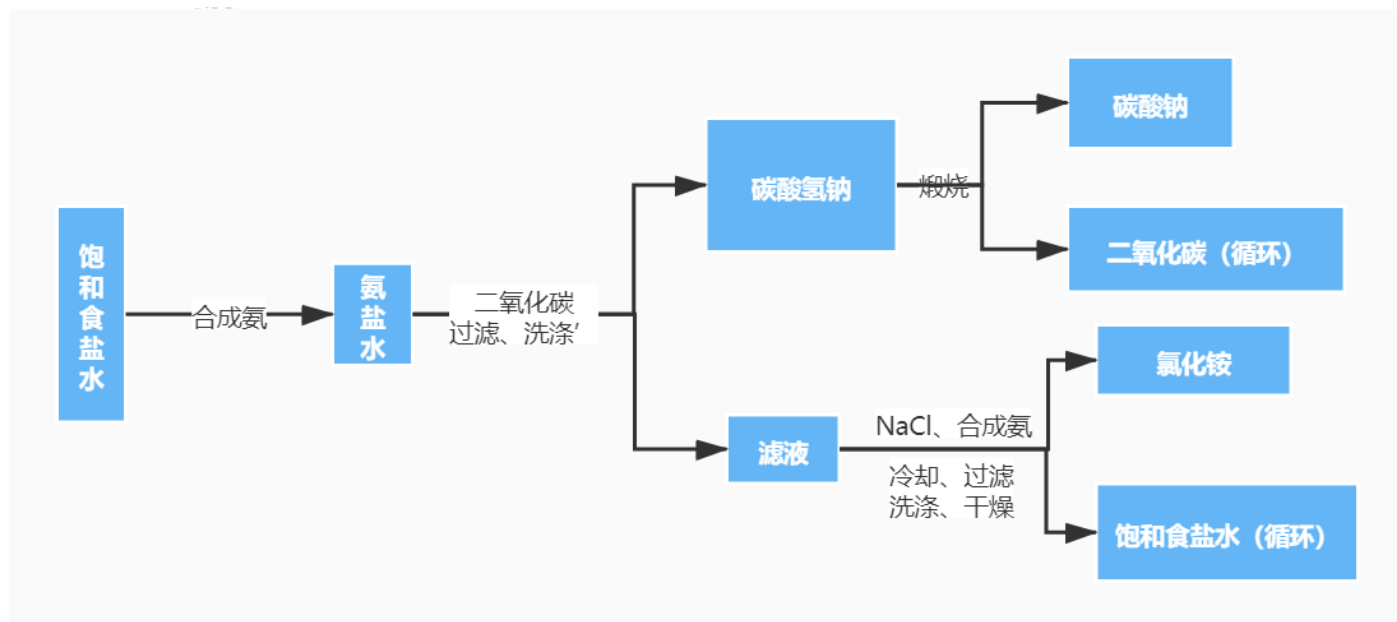 饱和食盐水
合成氨
氨盐水
二氧化碳
过滤、洗涤'
碳酸氢钠
煅烧
碳酸钠
二氧化碳（循环）
滤液
NaCl、合成氨
冷却、过滤
洗涤、干燥
氯化铵
饱和食盐水（循环）